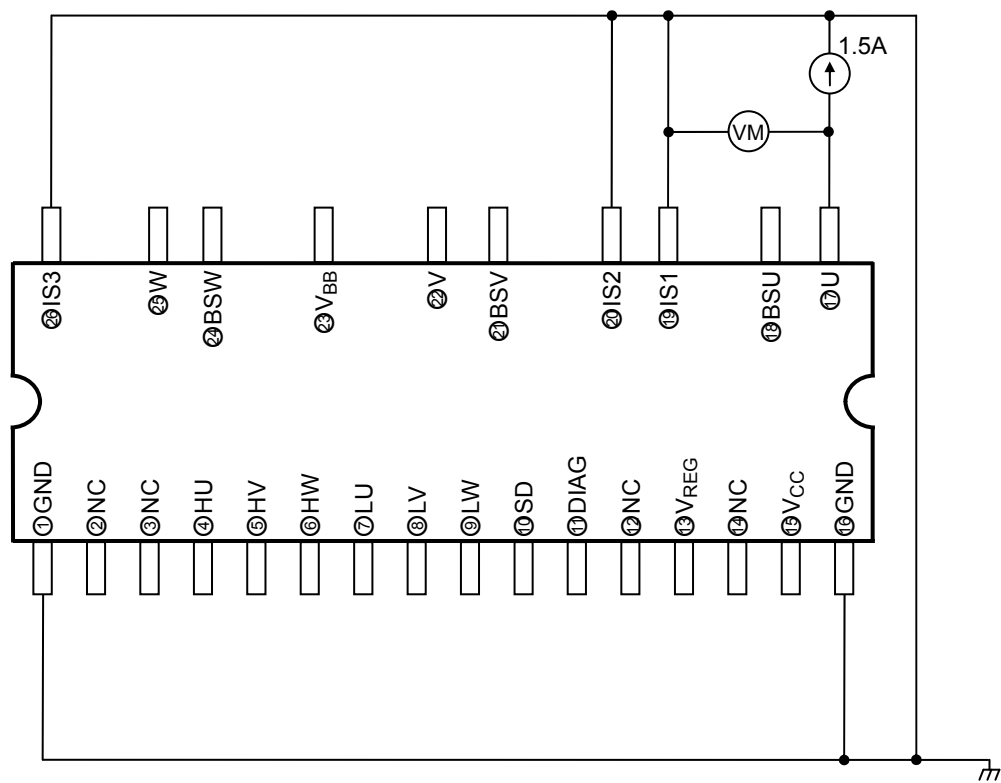 1.5A
VM
㉖IS3
㉕W
㉔BSW
㉓VBB
㉒V
㉑BSV
⑳IS2
⑲IS1
⑱BSU
⑰U
①GND
②NC
③NC
④HU
⑤HV
⑥HW
⑦LU
⑧LV
⑨LW
⑩SD
⑪DIAG
⑫NC
⑬VREG
⑭NC
⑮VCC
⑯GND